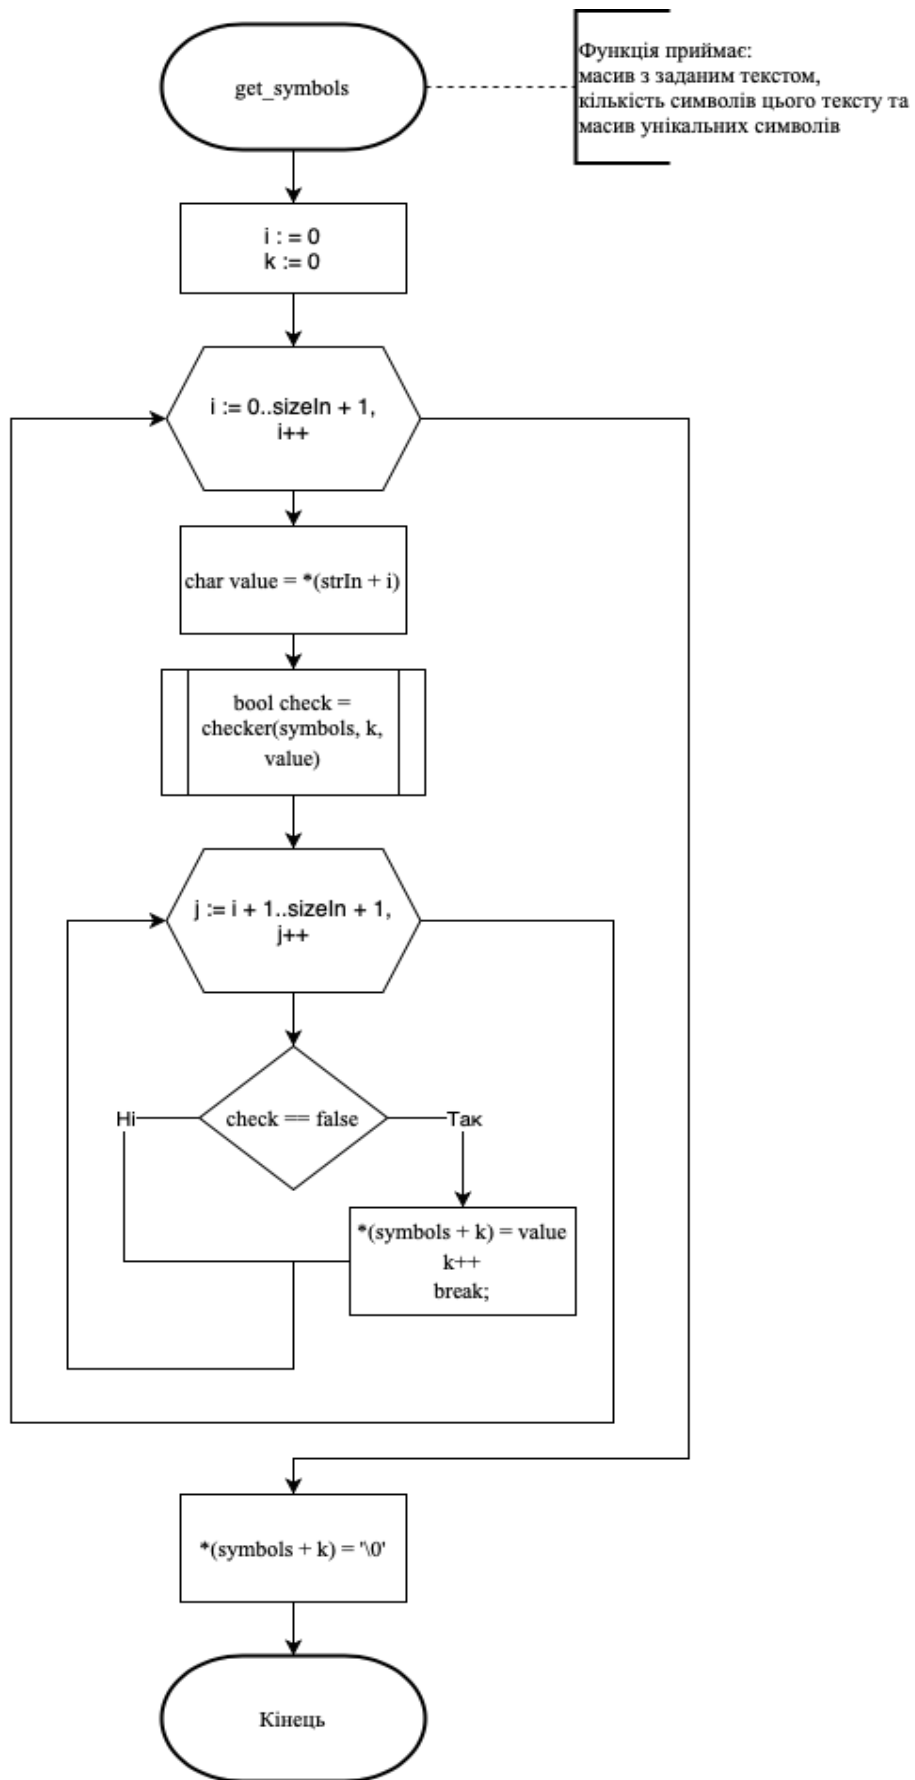 get_symbols
Функція приймає:
масив з заданим текстом,
кількість символів цього тексту та
масив унікальних символів
i : = 0
k := 0
i := 0..sizeIn + 1,
i++
char value = *(strIn + i)
bool check =
checker(symbols, k,
value)
j := i + 1..sizeIn + 1,
j++
check == false
Ні
Так
*(symbols + k) = value
k++
break;
*(symbols + k) = '\0'
Кінець